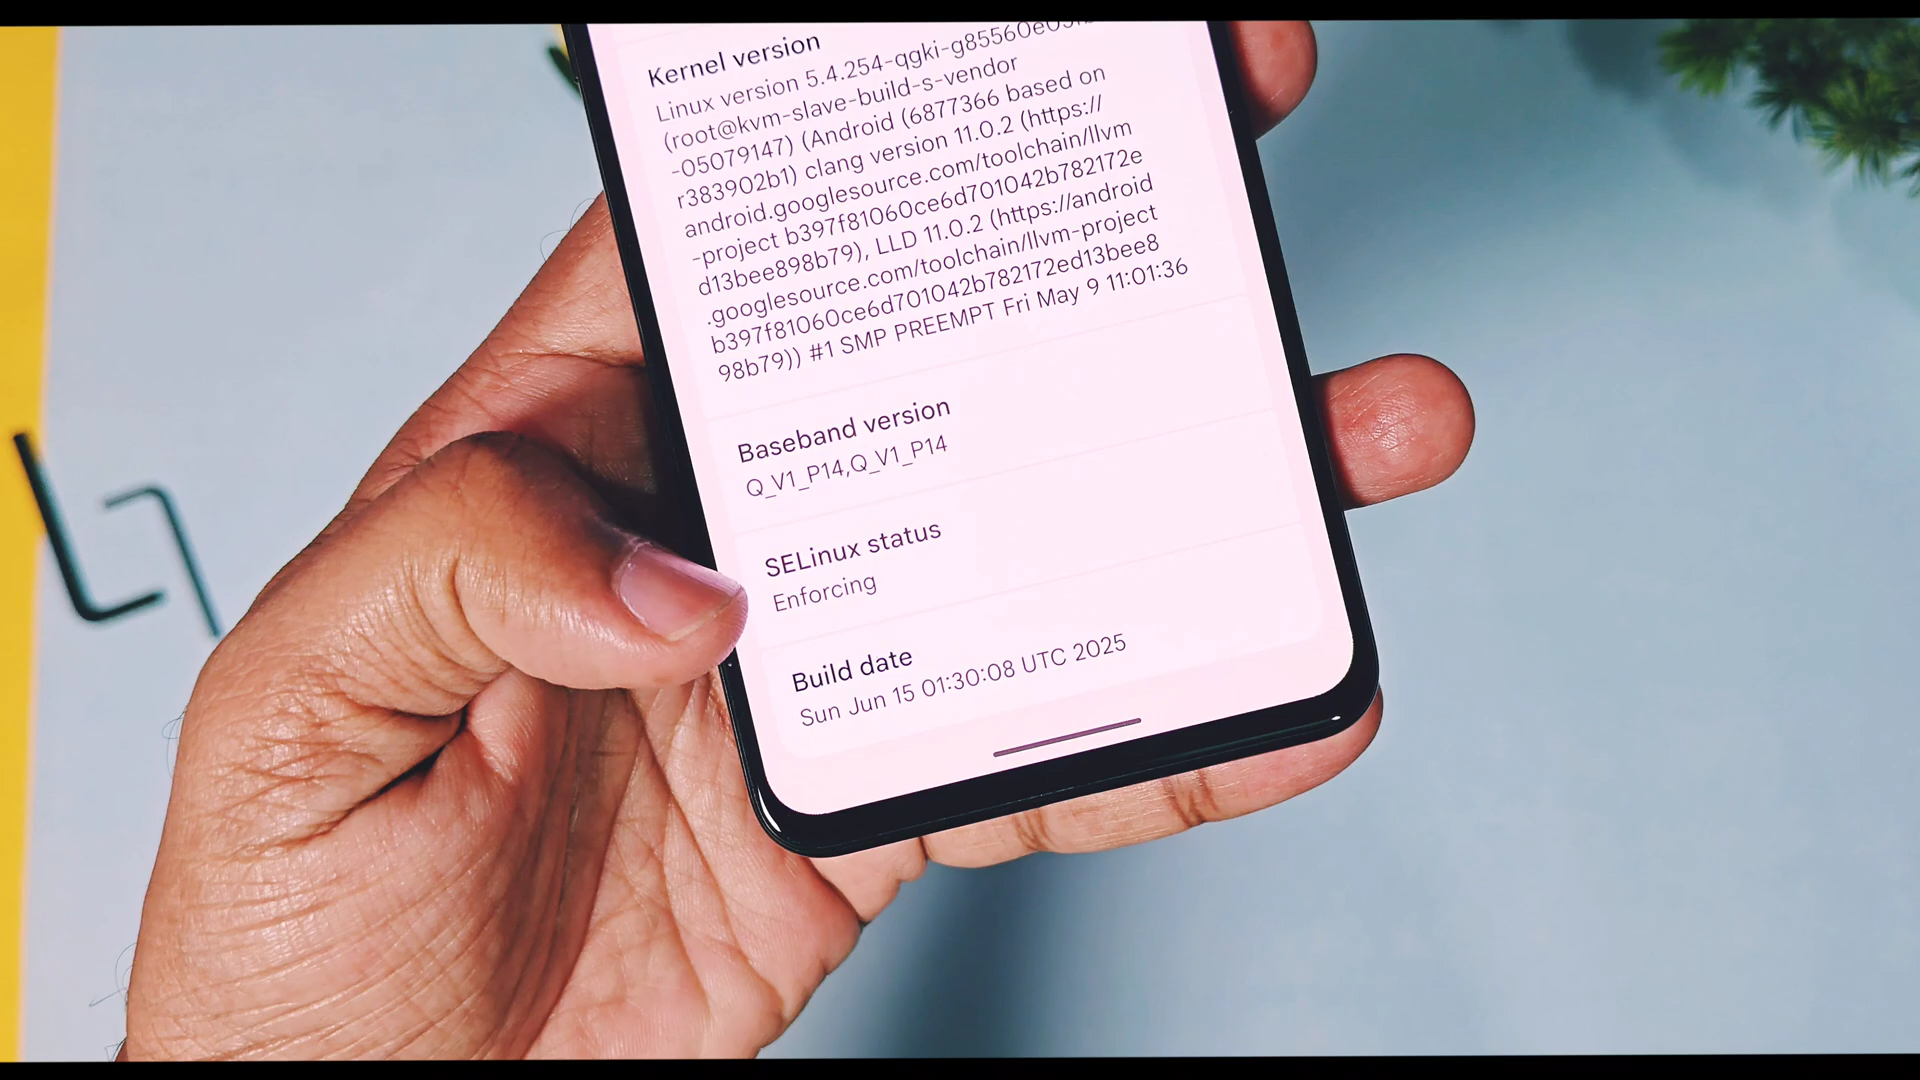 Kernel version
Linux version 5.4.254-qgki-g85560e
(root@kvm-slave-build-s-vendor
-05079147) (Android (6877366 based on
r383902b1) clang version 11.0.2 (https://
android.googlesource.com/toolchain/llvm
-project b397f81060ce6d701042b782172e
d13bee898b79), LLD 11.0.2 (https://android
.googlesource.com/toolchain/llvm-project
b397f81060ce6d701042b782172ed13bee8
98b79)) #1 SMP PREEMPT Fri May 9 11:01:36
Baseband version
Q_V1_P14,Q_V1_P14
SELinux status
Enforcing
Build date
Sun Jun 15 01:30:08 UTC 2025